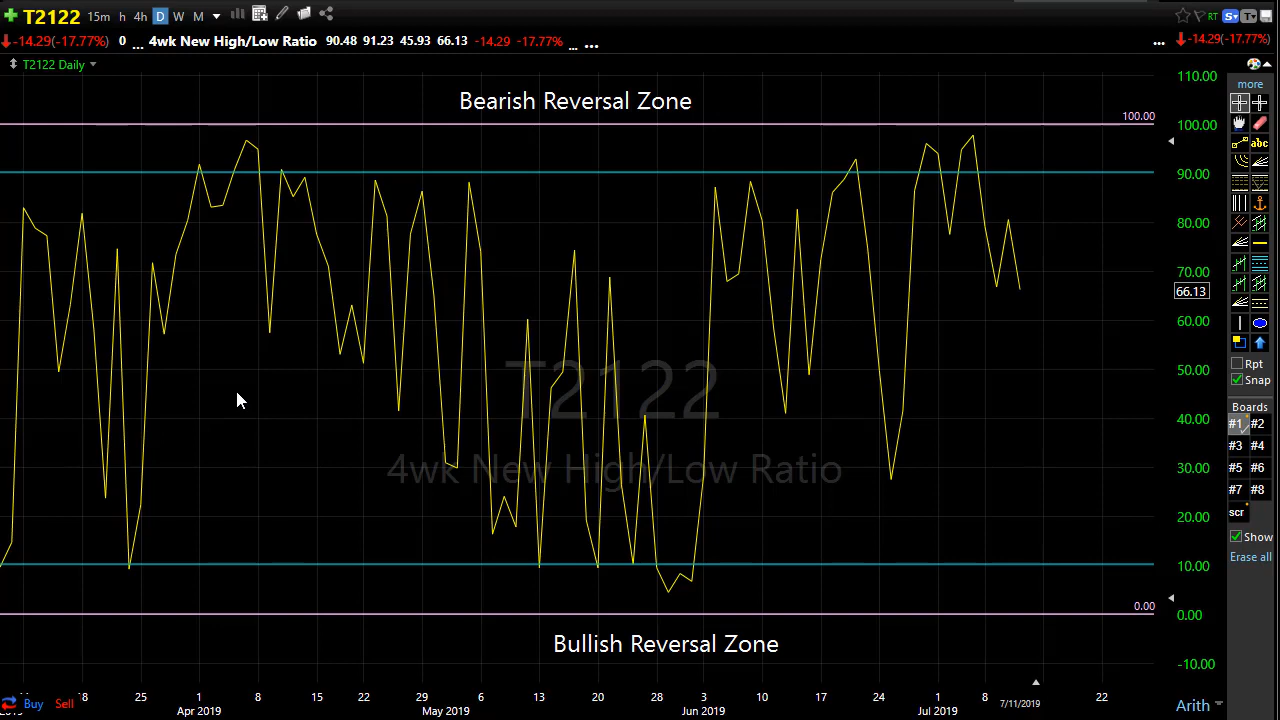 T2122 15m h 4h D W M RT S T
-14.29(-17.77%) 0 ... 4wk New High/Low Ratio 90.48 91.23 45.93 66.13 -14.29 -17.77% ... ... ... -14.29(-17.77%)
T2122 Daily
more
Bearish Reversal Zone
100.00
110.00
100.00
90.00
80.00
70.00
66.13
60.00
50.00
40.00
30.00
20.00
10.00
0.00
-10.00
T2122
4wk New High/Low Ratio
0.00
Bullish Reversal Zone
abc
Rpt
Snap
Boards
#1 #2
#3 #4
#5 #6
#7 #8
scr
Show
Erase all
8 25 1 8 15 22 29 6 13 20 28 3 10 17 24 1 8 7/11/2019 22
2019 Apr 2019 May 2019 Jun 2019 Jul 2019
Buy Sell
Arith